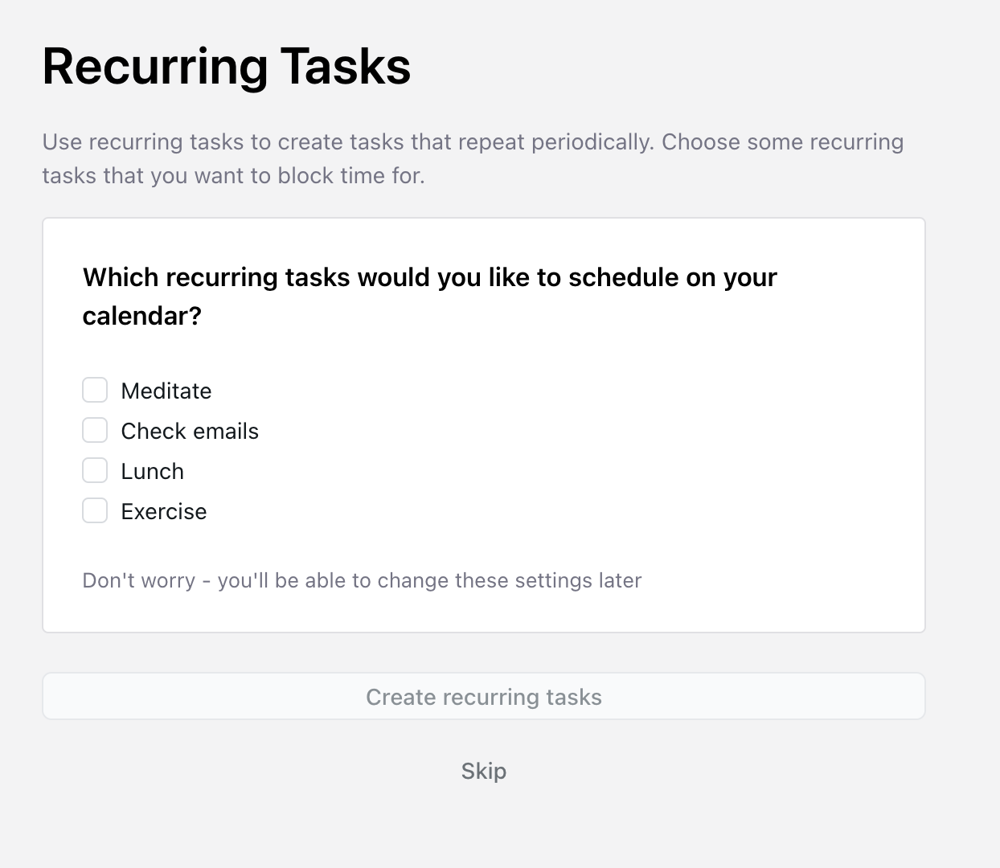 Recurring Tasks
Use recurring tasks to create tasks that repeat periodically. Choose some recurring
tasks that you want to block time for.
Which recurring tasks would you like to schedule on your
calendar?
Meditate
Check emails
Lunch
Exercise
Don't worry - you'll be able to change these settings later
Create recurring tasks
Skip